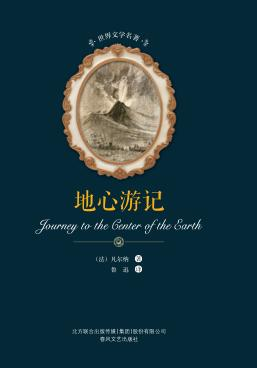 世界文学名著
地心游记
Journey to the Center of the Earth
（法）凡尔纳 著
鲁迅 译
北方联合出版传媒（集团）股份有限公司
春风文艺出版社